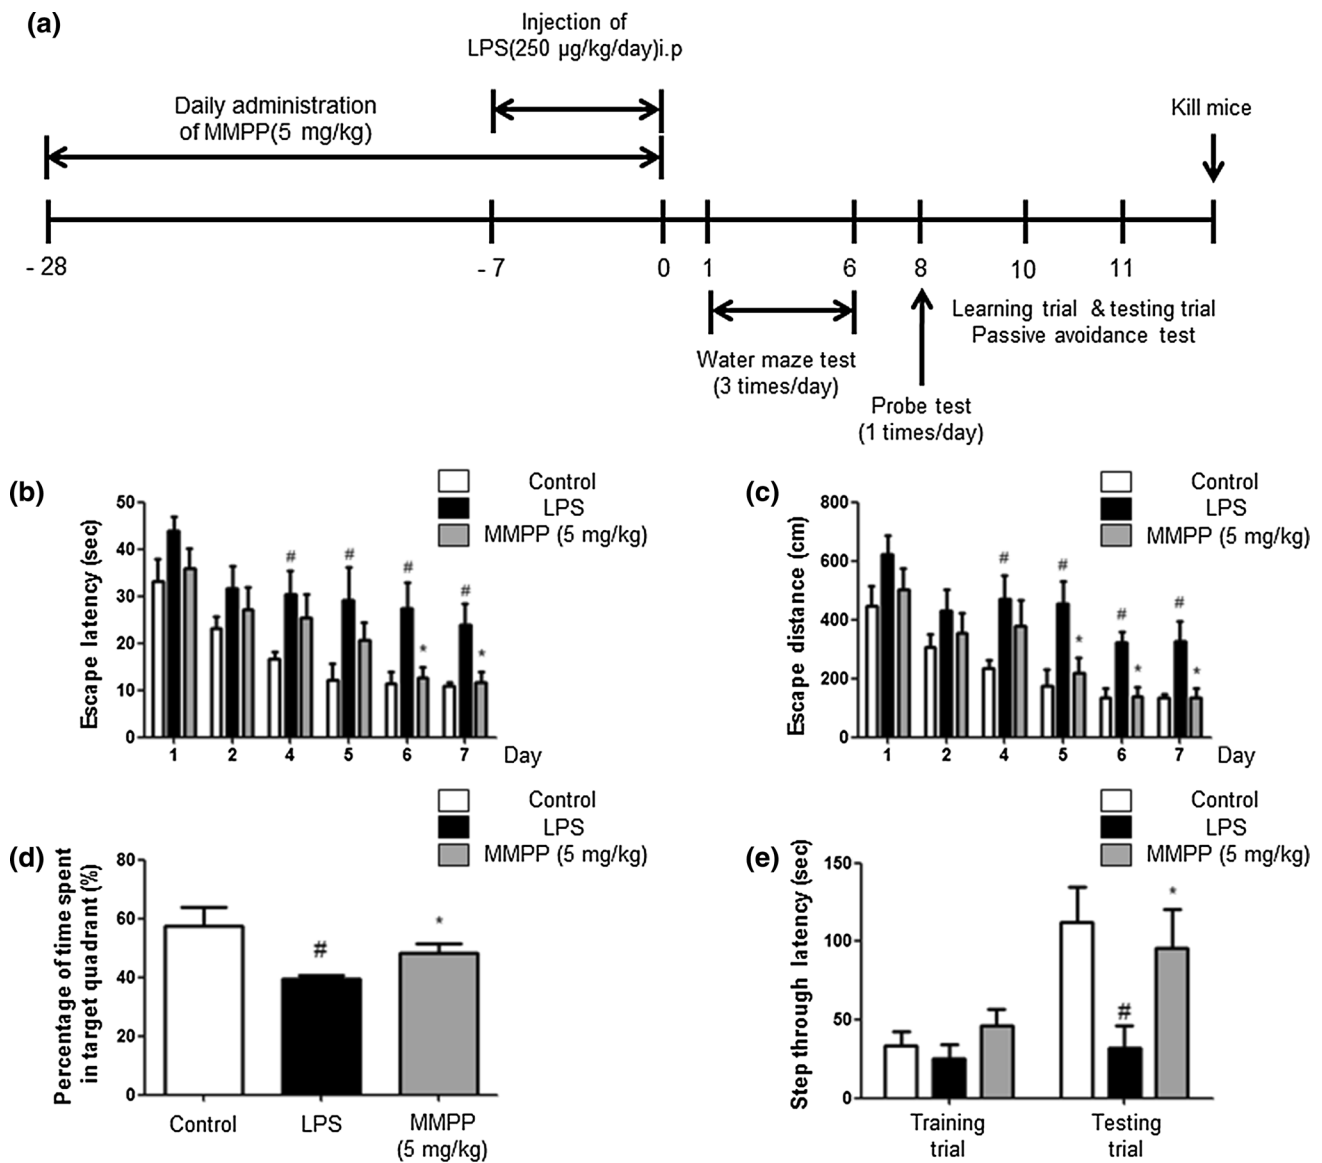 (a)
Injection of
LPS(250 µg/kg/day)i.p
Daily administration
of MMPP(5 mg/kg)
Kill mice
- 28
- 7
0
1
6
8
10
11
Water maze test
(3 times/day)
Probe test
(1 times/day)
Learning trial & testing trial
Passive avoidance test
(b)
Control
LPS
MMPP (5 mg/kg)
Escape latency (sec)
50
40
30
20
10
0
# # # #
* *
1 2 4 5 6 7 Day
(c)
Control
LPS
MMPP (5 mg/kg)
Escape distance (cm)
800
600
400
200
0
# # # #
* * *
1 2 4 5 6 7 Day
(d)
Control
LPS
MMPP (5 mg/kg)
Percentage of time spent
in target quadrant (%)
80
60
40
20
0
#
*
Control
LPS
MMPP
(5 mg/kg)
(e)
Control
LPS
MMPP (5 mg/kg)
Step through latency (sec)
150
100
50
0
#
*
Training
trial
Testing
trial